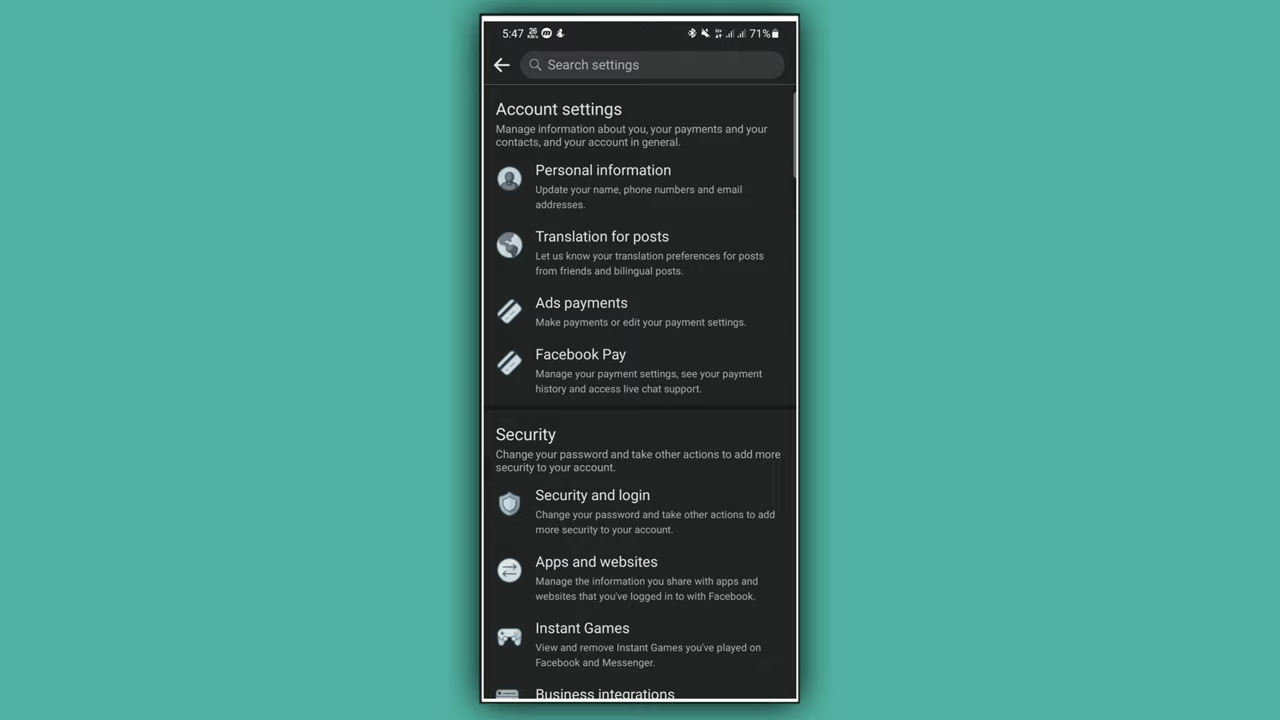 5:47 26 KB/s 71%
Search settings
Account settings
Manage information about you, your payments and your
contacts, and your account in general.
Personal information
Update your name, phone numbers and email
addresses.
Translation for posts
Let us know your translation preferences for posts
from friends and bilingual posts.
Ads payments
Make payments or edit your payment settings.
Facebook Pay
Manage your payment settings, see your payment
history and access live chat support.
Security
Change your password and take other actions to add more
security to your account.
Security and login
Change your password and take other actions to add
more security to your account.
Apps and websites
Manage the information you share with apps and
websites that you've logged in to with Facebook.
Instant Games
View and remove Instant Games you've played on
Facebook and Messenger.
Business integrations